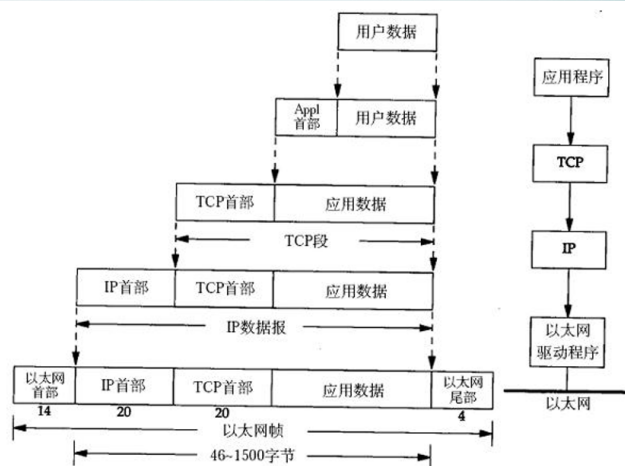 用户数据
应用程序
Appl
首部
用户数据
TCP
TCP首部
应用数据
TCP段
IP
IP首部
TCP首部
应用数据
IP数据报
以太网
驱动程序
以太网
首部
IP首部
TCP首部
应用数据
以太网
尾部
以太网
14
20
20
4
以太网帧
46~1500字节